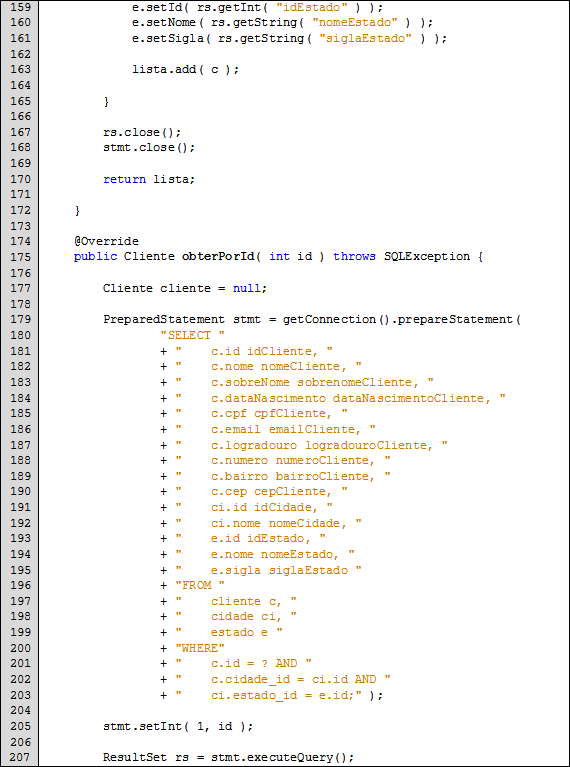 159             e.setId( rs.getInt( "idEstado" ) );
160             e.setNome( rs.getString( "nomeEstado" ) );
161             e.setSigla( rs.getString( "siglaEstado" ) );
162
163             lista.add( c );
164
165         }
166
167         rs.close();
168         stmt.close();
169
170         return lista;
171
172     }
173
174     @Override
175     public Cliente obterPorId( int id ) throws SQLException {
176
177         Cliente cliente = null;
178
179         PreparedStatement stmt = getConnection().prepareStatement(
180                 "SELECT "
181                 + "    c.id idCliente, "
182                 + "    c.nome nomeCliente, "
183                 + "    c.sobreNome sobrenomeCliente, "
184                 + "    c.dataNascimento dataNascimentoCliente, "
185                 + "    c.cpf cpfCliente, "
186                 + "    c.email emailCliente, "
187                 + "    c.logradouro logradouroCliente, "
188                 + "    c.numero numeroCliente, "
189                 + "    c.bairro bairroCliente, "
190                 + "    c.cep cepCliente, "
191                 + "    ci.id idCidade, "
192                 + "    ci.nome nomeCidade, "
193                 + "    e.id idEstado, "
194                 + "    e.nome nomeEstado, "
195                 + "    e.sigla siglaEstado "
196                 + "FROM "
197                 + "    cliente c, "
198                 + "    cidade ci, "
199                 + "    estado e "
200                 + "WHERE"
201                 + "    c.id = ? AND "
202                 + "    c.cidade_id = ci.id AND "
203                 + "    ci.estado_id = e.id;" );
204
205         stmt.setInt( 1, id );
206
207         ResultSet rs = stmt.executeQuery();